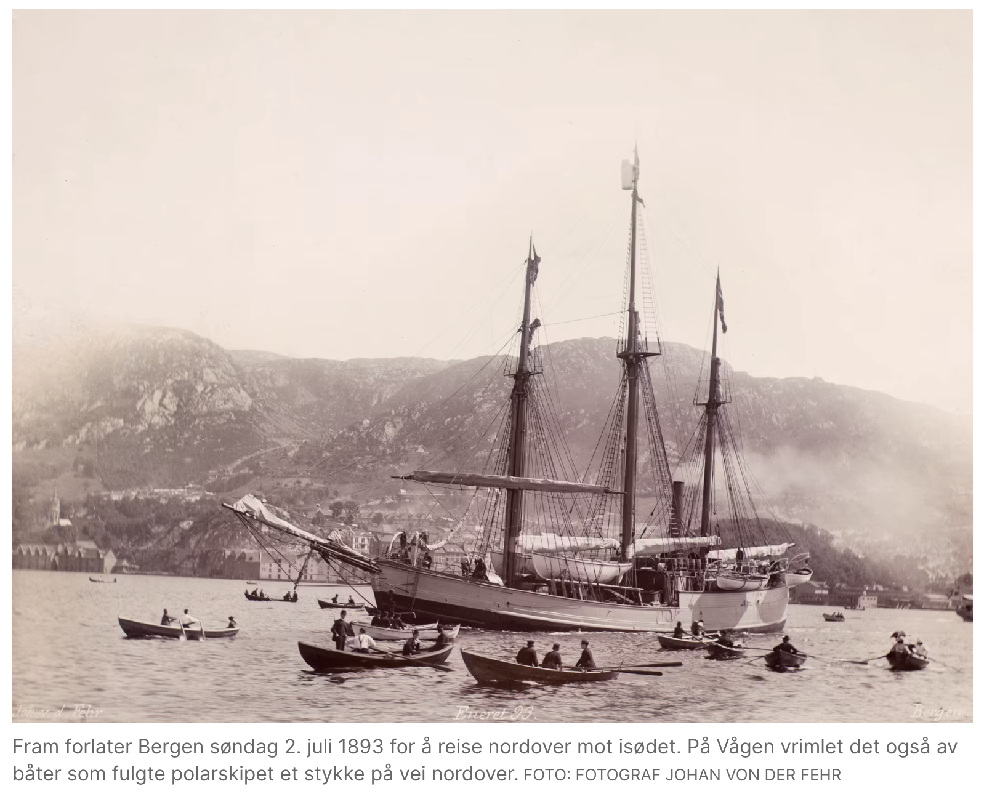 Joh. v. d. Fehr
Eneret 93.
Bergen
Fram forlater Bergen søndag 2. juli 1893 for å reise nordover mot isødet. På Vågen vrimlet det også av
båter som fulgte polarskipet et stykke på vei nordover. FOTO: FOTOGRAF JOHAN VON DER FEHR